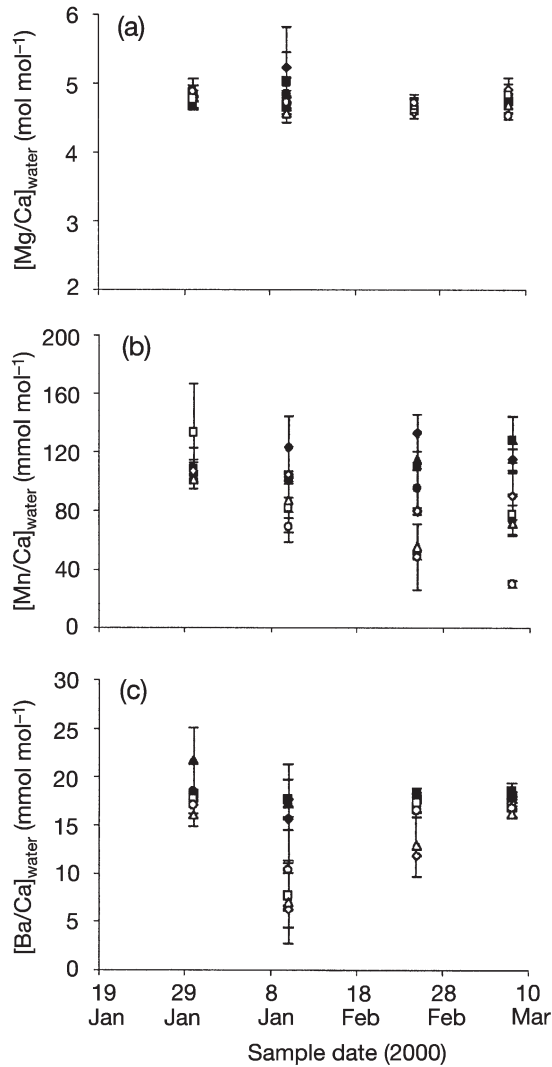 (a)
6
5
4
3
2
[Mg/Ca]water (mol mol–1)
(b)
200
160
120
80
40
0
[Mn/Ca]water (mmol mol–1)
(c)
30
25
20
15
10
5
0
[Ba/Ca]water (mmol mol–1)
19 29 8 18 28 10
Jan Jan Jan Feb Feb Mar
Sample date (2000)